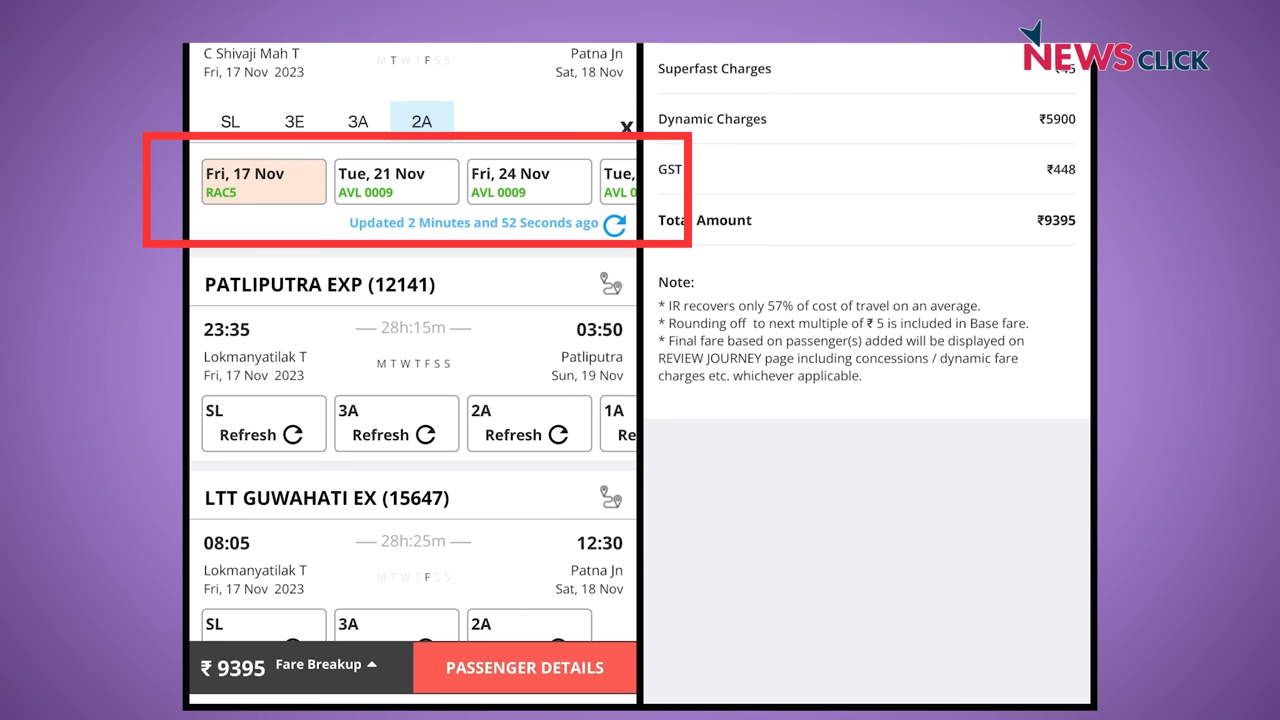 NEWSCLICK
C Shivaji Mah T M T W T F S S Patna Jn
Fri, 17 Nov 2023 Sat, 18 Nov
SL 3E 3A 2A X
Fri, 17 Nov Tue, 21 Nov Fri, 24 Nov Tue,
RAC5 AVL 0009 AVL 0009 AVL 0
Updated 2 Minutes and 52 Seconds ago
PATLIPUTRA EXP (12141)
23:35 28h:15m 03:50
Lokmanyatilak T M T W T F S S Patliputra
Fri, 17 Nov 2023 Sun, 19 Nov
SL 3A 2A 1A
Refresh Refresh Refresh Re
LTT GUWAHATI EX (15647)
08:05 28h:25m 12:30
Lokmanyatilak T M T W T F S S Patna Jn
Fri, 17 Nov 2023 Sat, 18 Nov
SL 3A 2A
₹ 9395 Fare Breakup PASSENGER DETAILS
Superfast Charges
Dynamic Charges ₹5900
GST ₹448
Total Amount ₹9395
Note:
* IR recovers only 57% of cost of travel on an average.
* Rounding off to next multiple of ₹ 5 is included in Base fare.
* Final fare based on passenger(s) added will be displayed on
REVIEW JOURNEY page including concessions / dynamic fare
charges etc. whichever applicable.